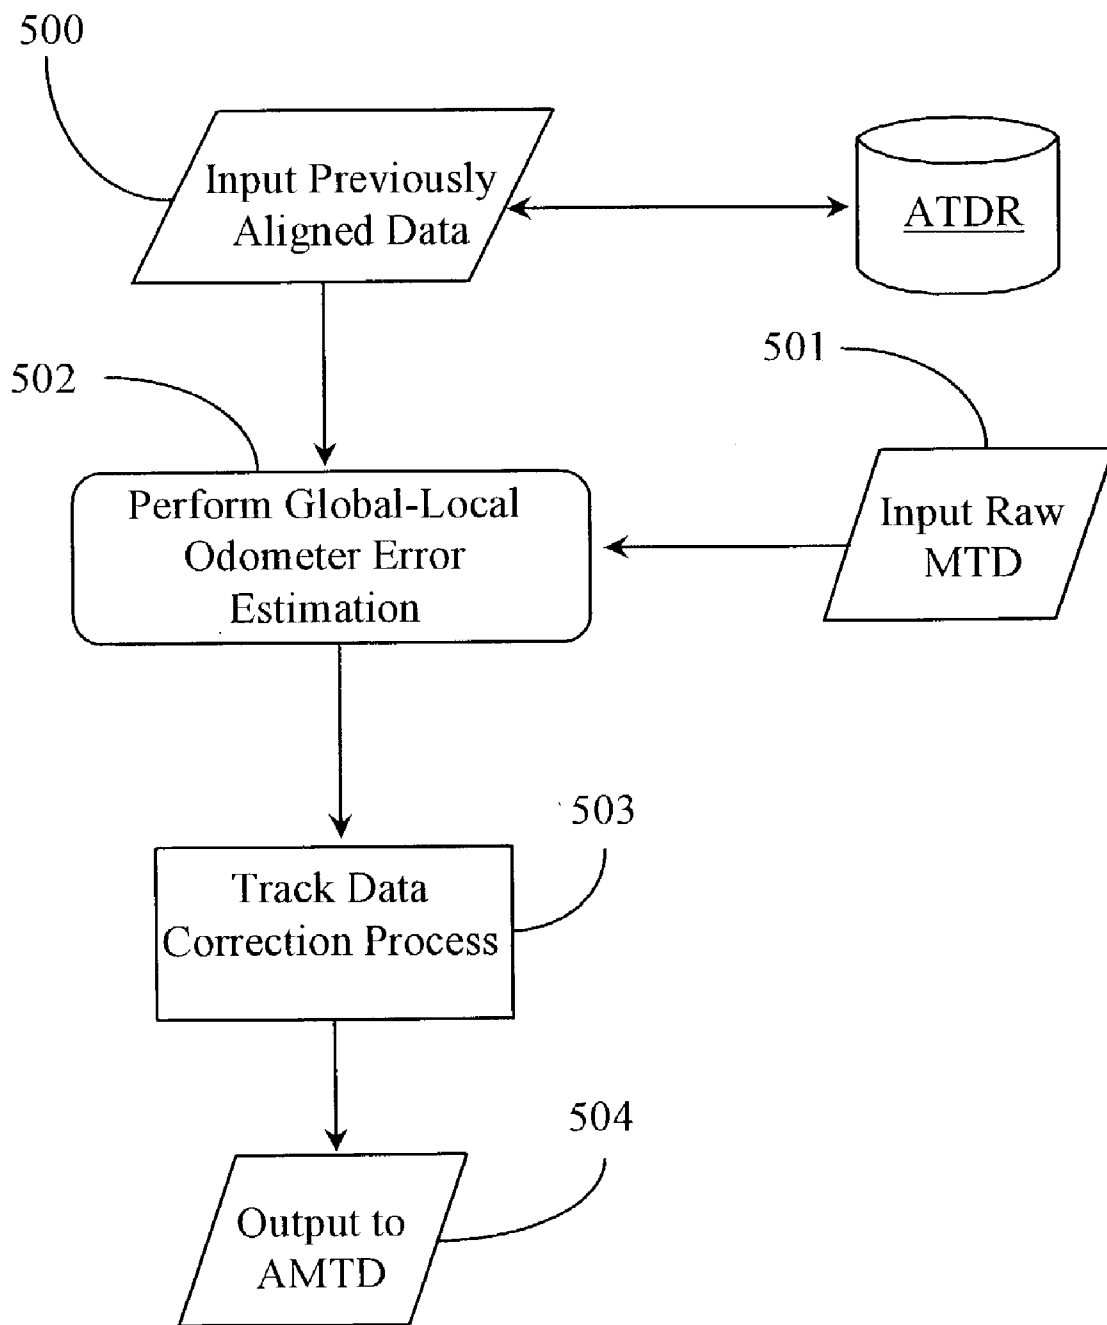 500
Input Previously
Aligned Data
ATDR
501
502
Perform Global-Local
Odometer Error
Estimation
Input Raw
MTD
503
Track Data
Correction Process
504
Output to
AMTD